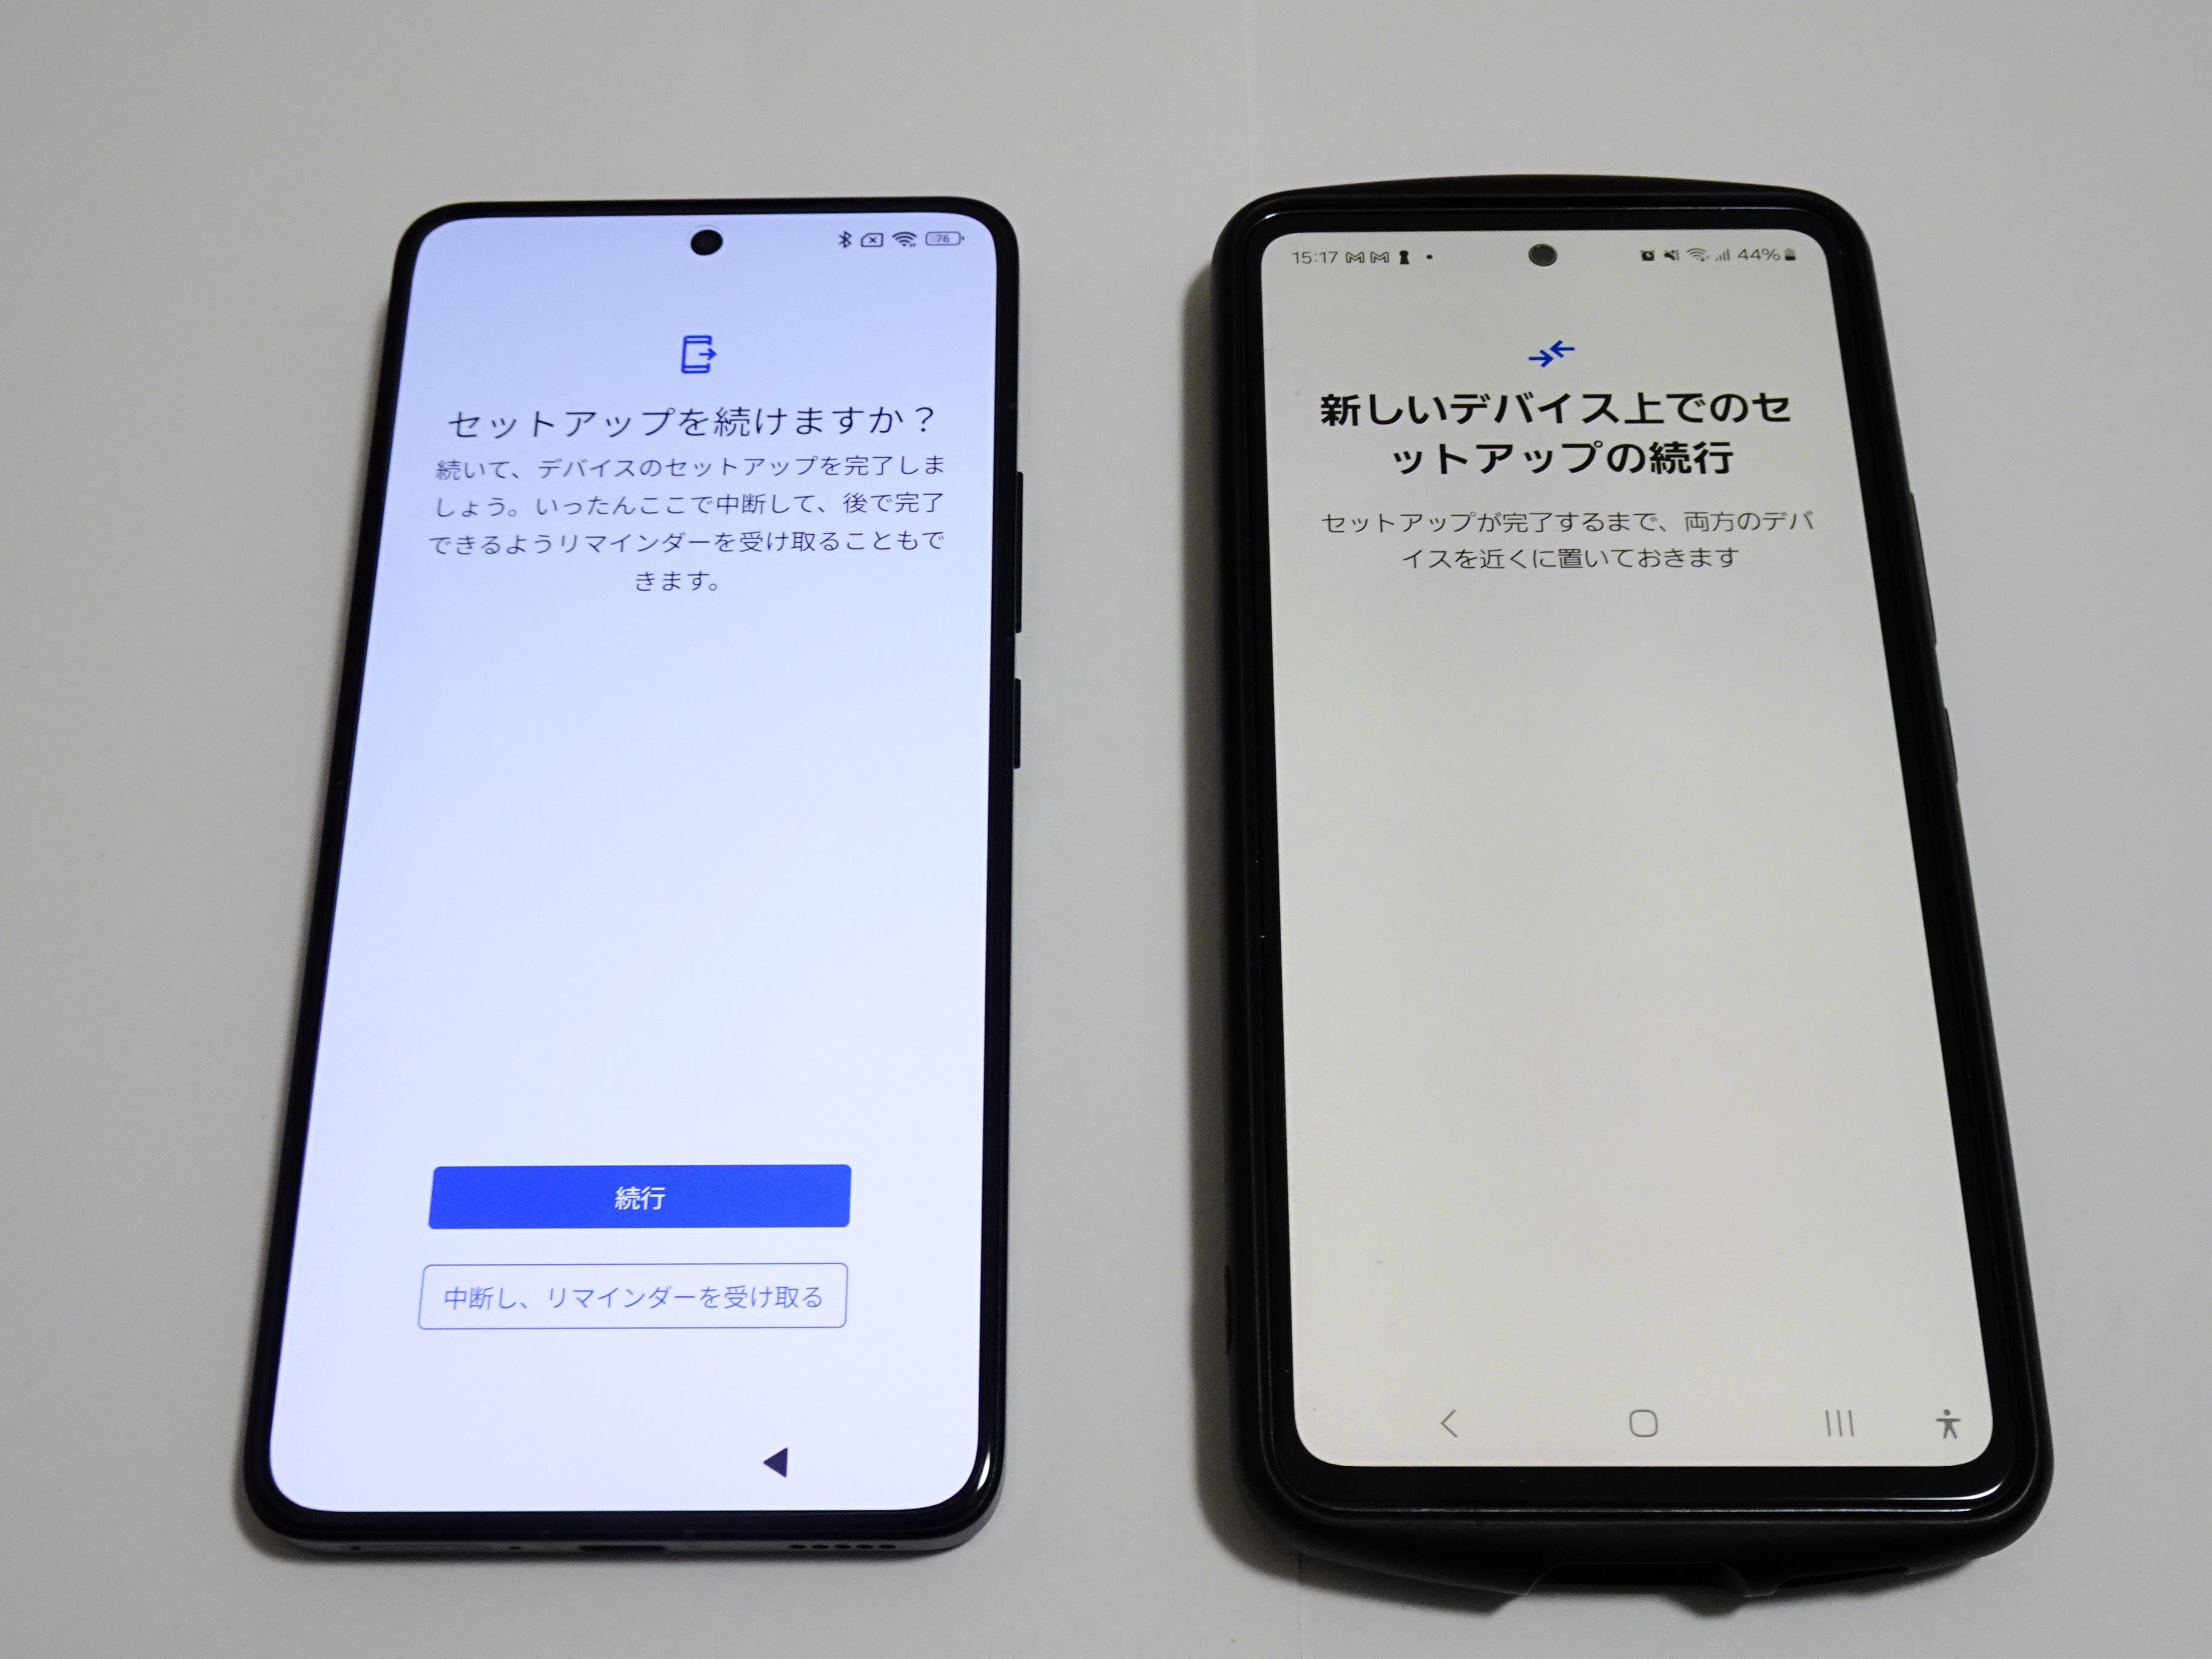 76
セットアップを続けますか？
続いて、デバイスのセットアップを完了しま
しょう。いったんここで中断して、後で完了
できるようリマインダーを受け取ることもで
きます。
続行
中断し、リマインダーを受け取る
15:17 44%
新しいデバイス上でのセ
ットアップの続行
セットアップが完了するまで、両方のデバ
イスを近くに置いておきます